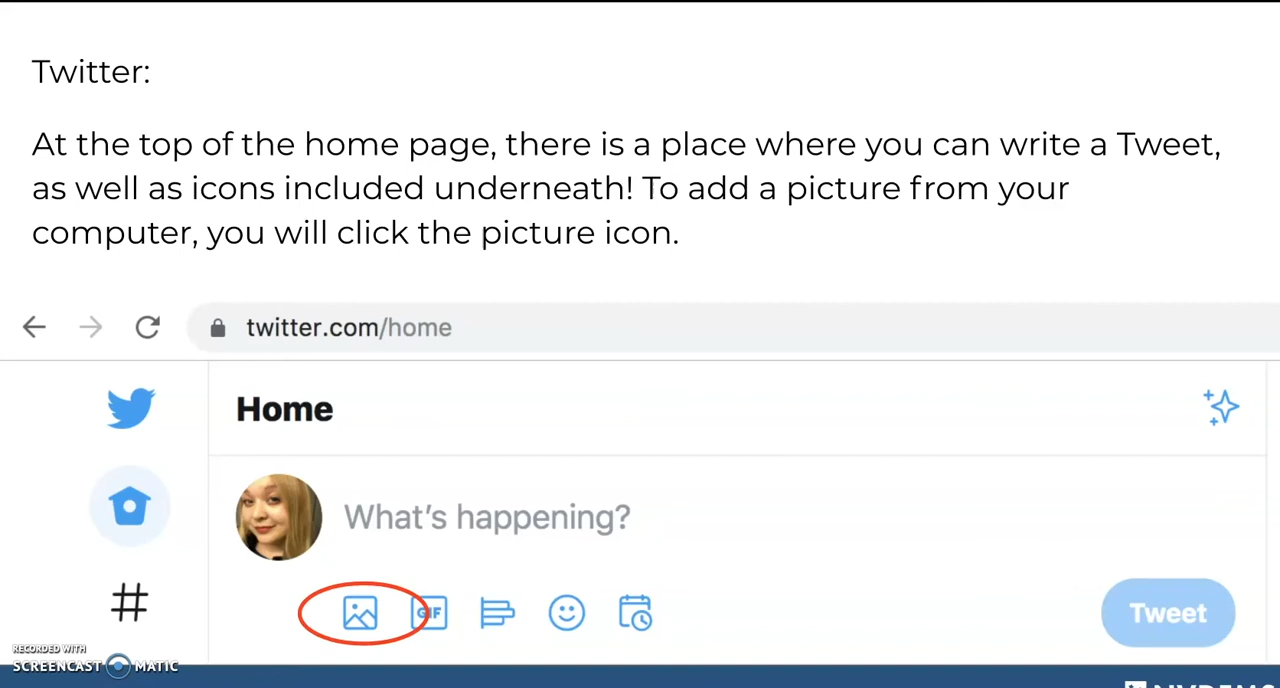 Twitter:
At the top of the home page, there is a place where you can write a Tweet,
as well as icons included underneath! To add a picture from your
computer, you will click the picture icon.
twitter.com/home
Home
What's happening?
GIF
Tweet
RECORDED WITH
SCREENCAST MATIC